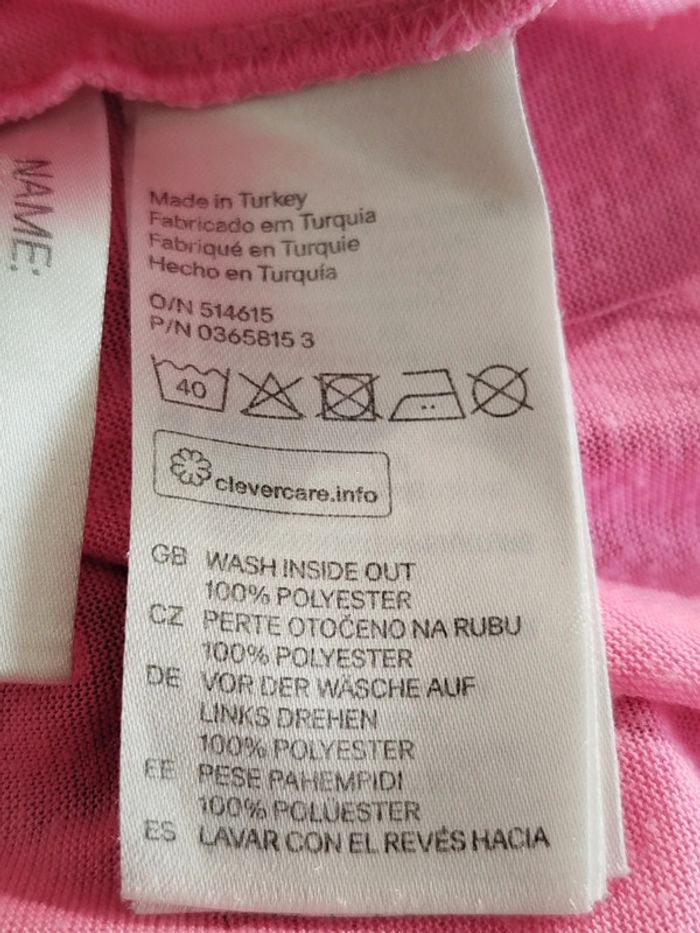 NAME:
Made in Turkey
Fabricado em Turquia
Fabriqué en Turquie
Hecho en Turquía
O/N 514615
P/N 0365815 3
40
clevercare.info
GB WASH INSIDE OUT
100% POLYESTER
CZ PERTE OTOČENO NA RUBU
100% POLYESTER
DE VOR DER WÄSCHE AUF
LINKS DREHEN
100% POLYESTER
EE PESE PAHEMPIDI
100% POLÜESTER
ES LAVAR CON EL REVÉS HACIA